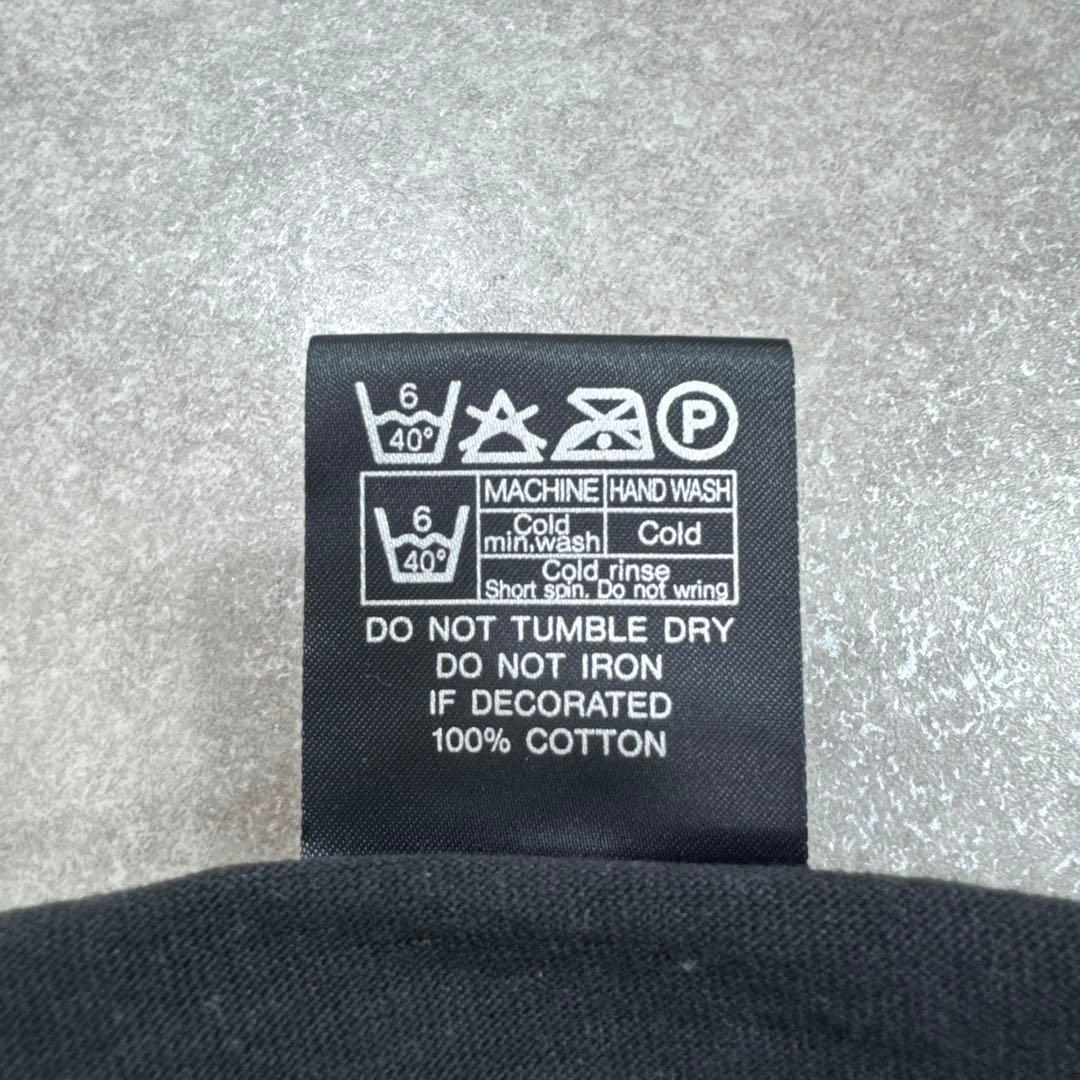 6
40°
P
MACHINE HAND WASH
6
40°
Cold
min,wash
Cold
Cold rinse
Short spin. Do not wring
DO NOT TUMBLE DRY
DO NOT IRON
IF DECORATED
100% COTTON